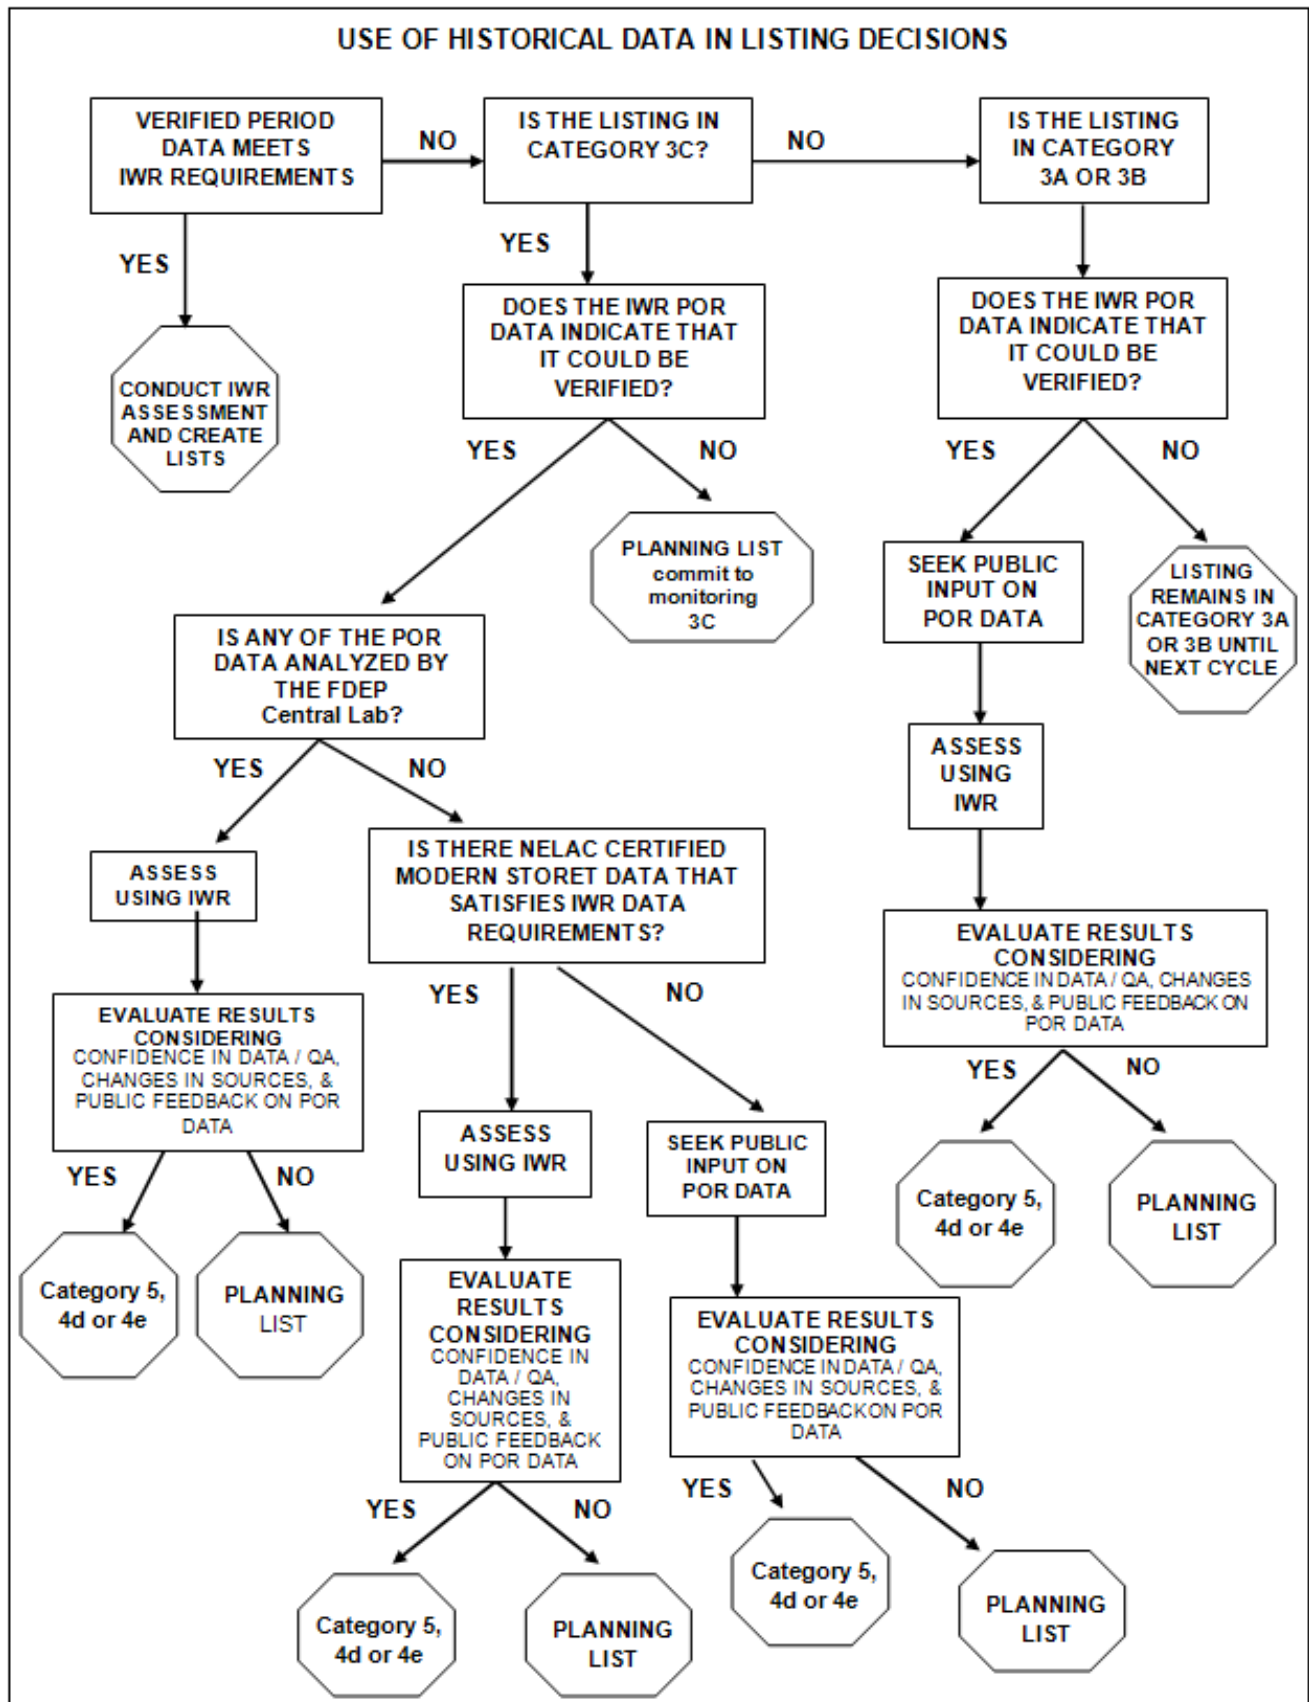 USE OF HISTORICAL DATA IN LISTING DECISIONS
VERIFIED PERIOD
DATA MEETS
IWR REQUIREMENTS
NO
IS THE LISTING IN
CATEGORY 3C?
NO
IS THE LISTING
IN CATEGORY
3A OR 3B
YES
YES
CONDUCT IWR
ASSESSMENT
AND CREATE
LISTS
DOES THE IWR POR
DATA INDICATE THAT
IT COULD BE
VERIFIED?
DOES THE IWR POR
DATA INDICATE THAT
IT COULD BE
VERIFIED?
YES
NO
YES
NO
PLANNING LIST
commit to
monitoring
3C
SEEK PUBLIC
INPUT ON
POR DATA
LISTING
REMAINS IN
CATEGORY 3A
OR 3B UNTIL
NEXT CYCLE
IS ANY OF THE POR
DATA ANALYZED BY
THE FDEP
Central Lab?
ASSESS
USING
IWR
YES
NO
ASSESS
USING IWR
IS THERE NELAC CERTIFIED
MODERN STORET DATA THAT
SATISFIES IWR DATA
REQUIREMENTS?
EVALUATE RESULTS
CONSIDERING
CONFIDENCE IN DATA / QA, CHANGES
IN SOURCES, & PUBLIC FEEDBACK ON
POR DATA
YES
NO
EVALUATE RESULTS
CONSIDERING
CONFIDENCE IN DATA / QA,
CHANGES IN SOURCES, &
PUBLIC FEEDBACK ON POR
DATA
YES
NO
ASSESS
USING IWR
SEEK PUBLIC
INPUT ON
POR DATA
Category 5,
4d or 4e
PLANNING
LIST
YES
NO
Category 5,
4d or 4e
PLANNING
LIST
EVALUATE
RESULTS
CONSIDERING
CONFIDENCE IN
DATA / QA,
CHANGES IN
SOURCES, &
PUBLIC FEEDBACK
ON POR DATA
EVALUATE RESULTS
CONSIDERING
CONFIDENCE IN DATA / QA,
CHANGES IN SOURCES, &
PUBLIC FEEDBACK ON POR
DATA
YES
NO
YES
NO
Category 5,
4d or 4e
PLANNING
LIST
Category 5,
4d or 4e
PLANNING
LIST